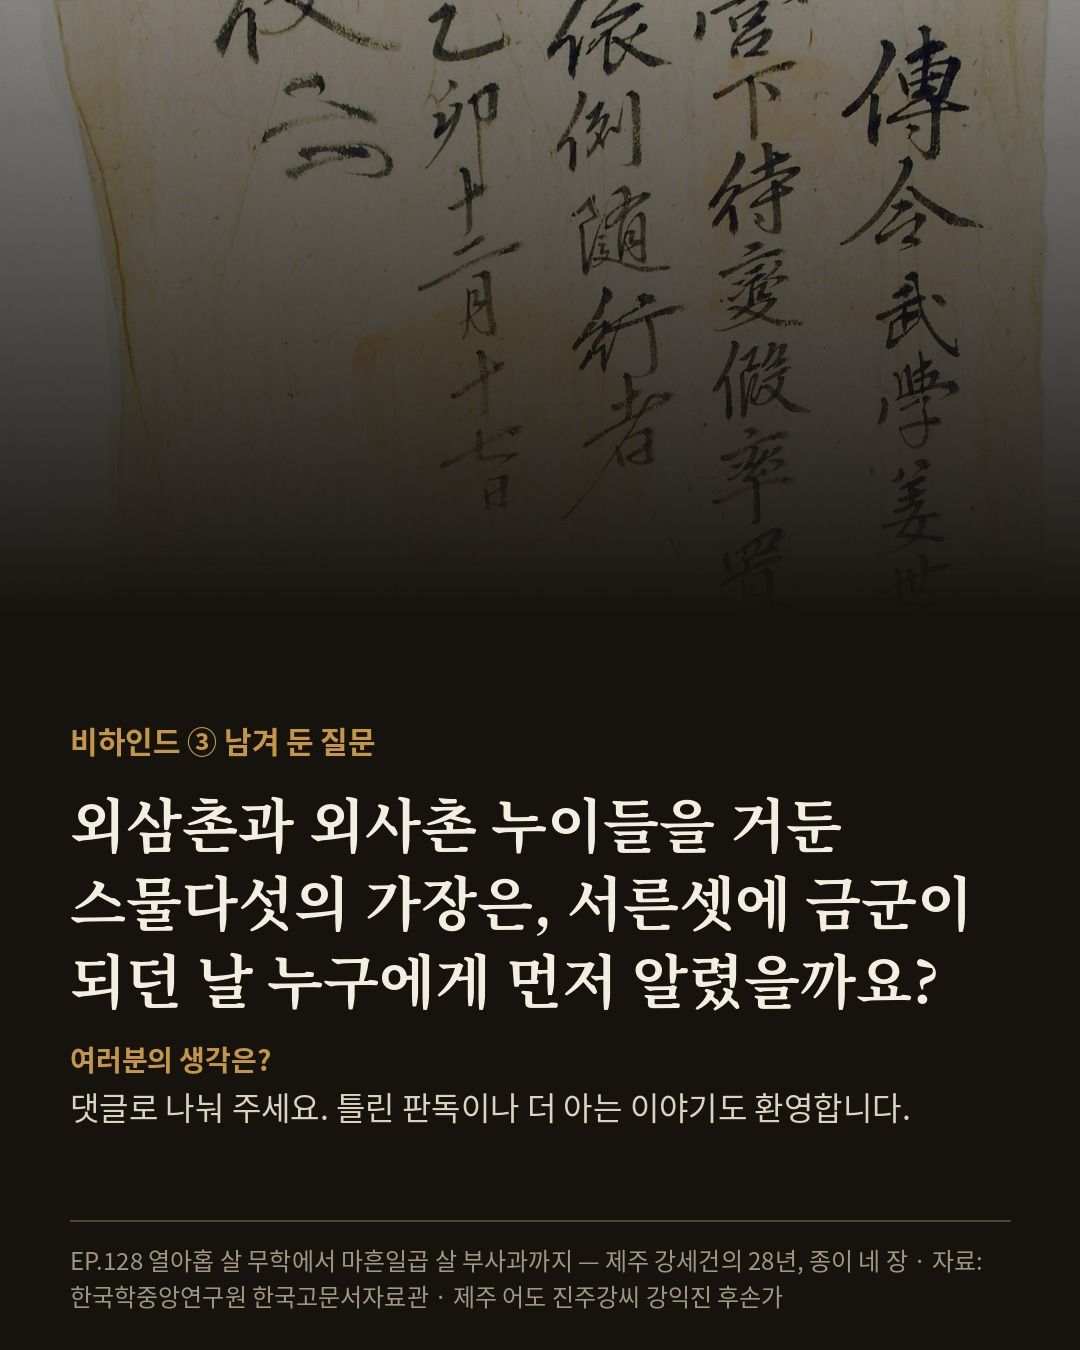 傳令武學姜世
官下待變假率置
依例隨行者
乙卯十二月十七日
비하인드 ③ 남겨 둔 질문
외삼촌과 외사촌 누이들을 거둔
스물다섯의 가장은, 서른셋에 금군이
되던 날 누구에게 먼저 알렸을까요?
여러분의 생각은?
댓글로 나눠 주세요. 틀린 판독이나 더 아는 이야기도 환영합니다.
EP.128 열아홉 살 무학에서 마흔일곱 살 부사과까지 — 제주 강세건의 28년, 종이 네 장 · 자료:
한국학중앙연구원 한국고문서자료관 · 제주 어도 진주강씨 강익진 후손가